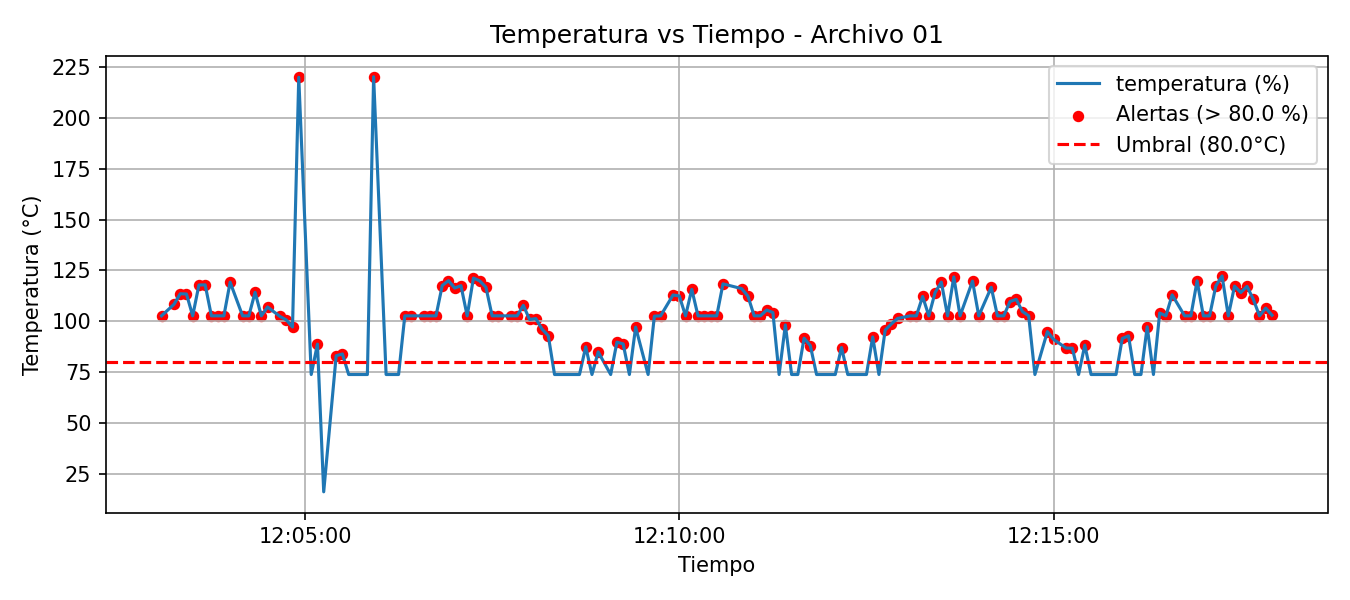 Temperatura vs Tiempo - Archivo 01
temperatura (%)
Alertas (> 80.0 %)
Umbral (80.0°C)
Temperatura (°C)
225
200
175
150
125
100
75
50
25
12:05:00
12:10:00
12:15:00
Tiempo